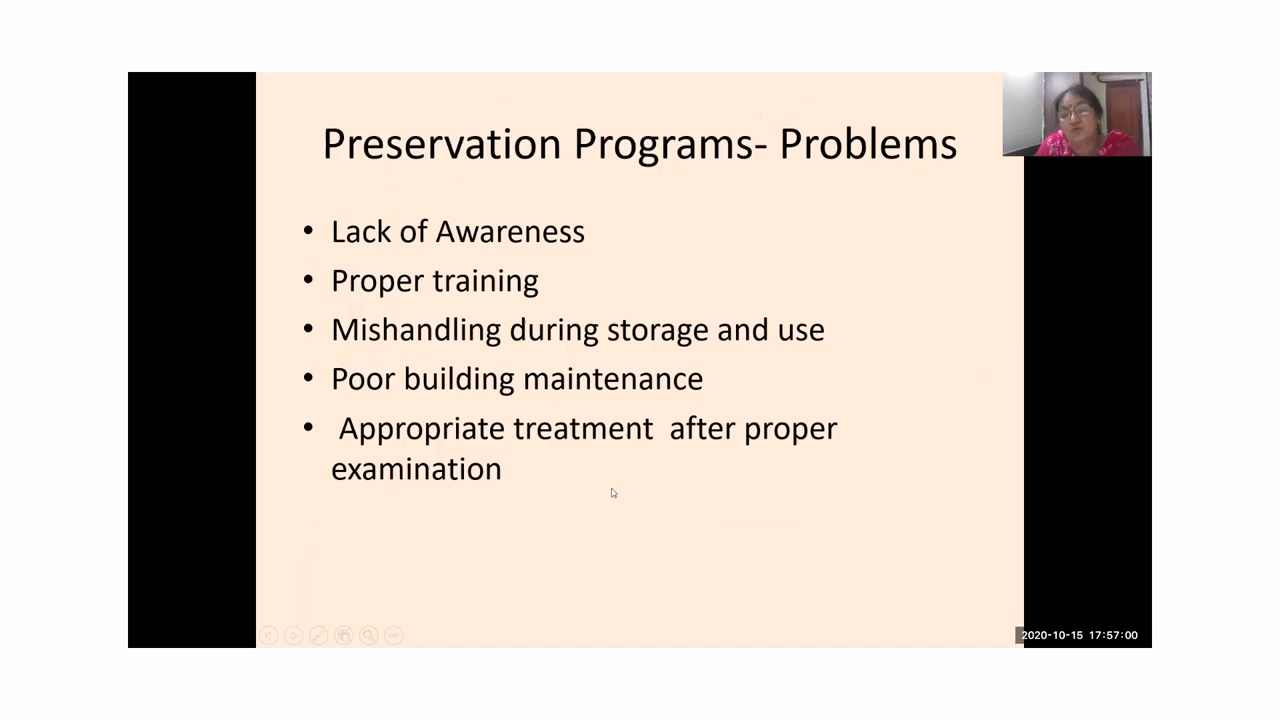 Preservation Programs- Problems
• Lack of Awareness
• Proper training
• Mishandling during storage and use
• Poor building maintenance
• Appropriate treatment  after proper
examination
2020-10-15 17:57:00